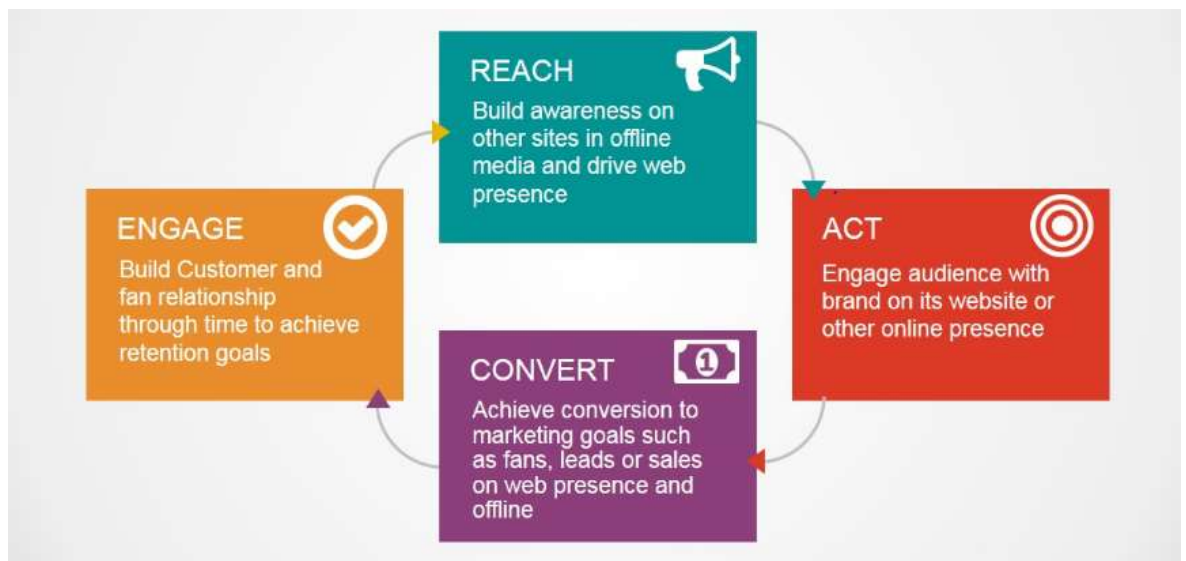 REACH
Build awareness on
other sites in offline
media and drive web
presence
ACT
Engage audience with
brand on its website or
other online presence
CONVERT
1
Achieve conversion to
marketing goals such
as fans, leads or sales
on web presence and
offline
ENGAGE
Build Customer and
fan relationship
through time to achieve
retention goals